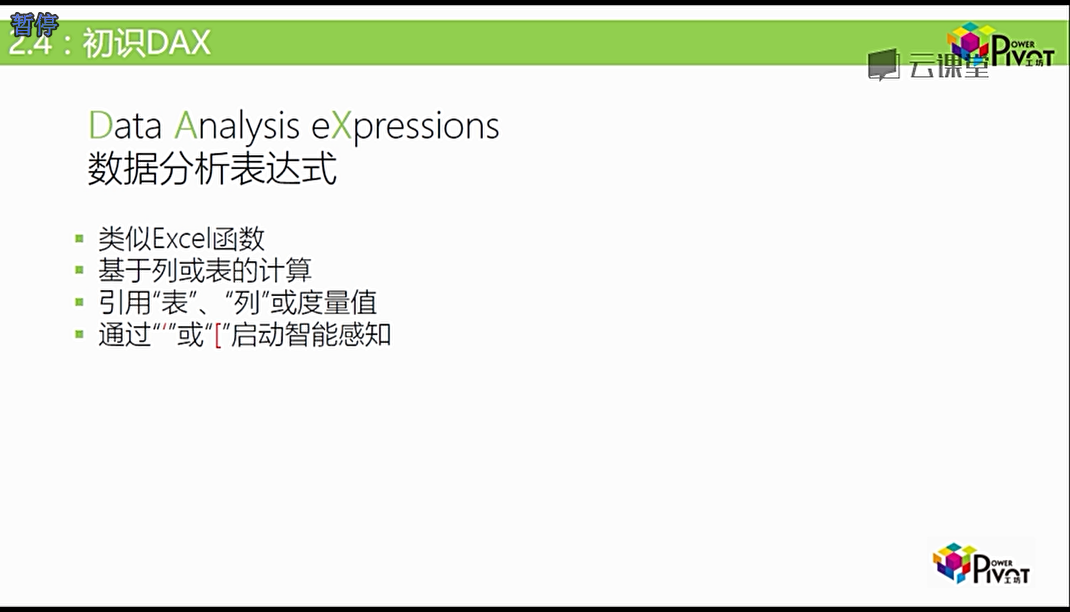 暂停
2.4：初识DAX
POWER
PIVOT
工坊
云课堂
Data Analysis eXpressions
数据分析表达式
类似Excel函数
基于列或表的计算
引用“表”、“列”或度量值
通过“‘”或“[”启动智能感知
POWER
PIVOT
工坊